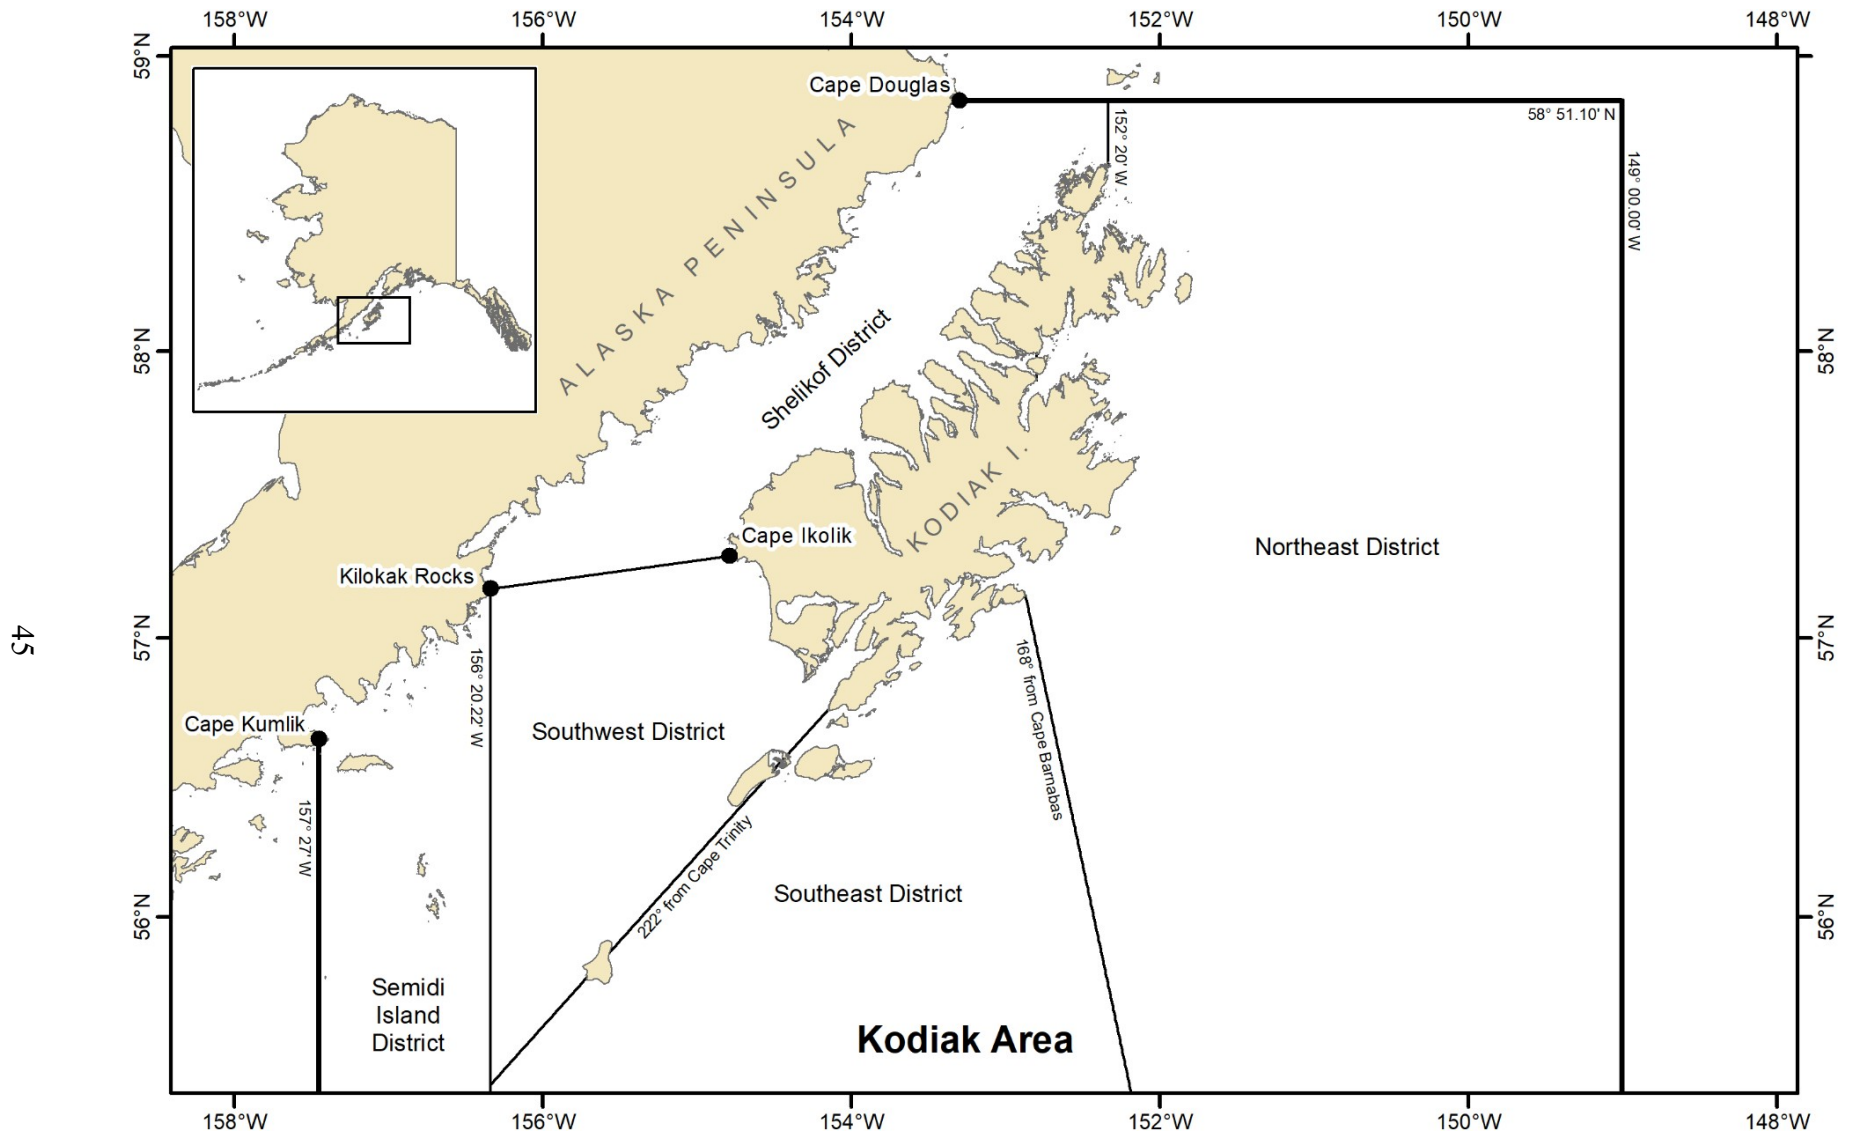 158°W 156°W 154°W 152°W 150°W 148°W
59°N
Cape Douglas
58° 51.10' N
152° 20' W
149° 00.00' W
ALASKA PENINSULA
58°N 58°N
Shelikof District
KODIAK I.
Cape Ikolik
Northeast District
Kilokak Rocks
57°N 57°N
45
156° 20.22' W
168° from Cape Barnabas
Cape Kumlik
Southwest District
157° 27' W
222° from Cape Trinity
Southeast District
56°N 56°N
Semidi
Island
District
Kodiak Area
158°W 156°W 154°W 152°W 150°W 148°W